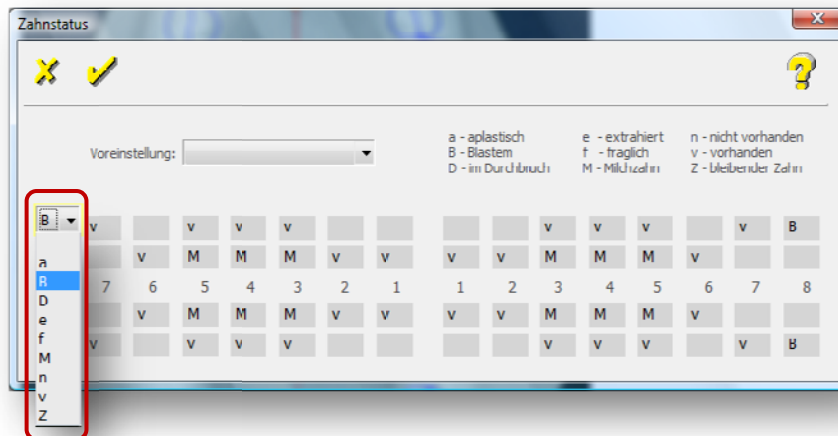 Zahnstatus
Voreinstellung:
a - aplastisch e - extrahiert n - nicht vorhanden
B - Blastem f - fraglich v - vorhanden
D - im Durchbruch M - Milchzahn Z - bleibender Zahn
B v v v v v v v v B
a v M M M v v v v M M M v
B 7 6 5 4 3 2 1 1 2 3 4 5 6 7 8
D v M M M v v v v M M M v
e
f v v v v v v v v B
M
n
v
Z